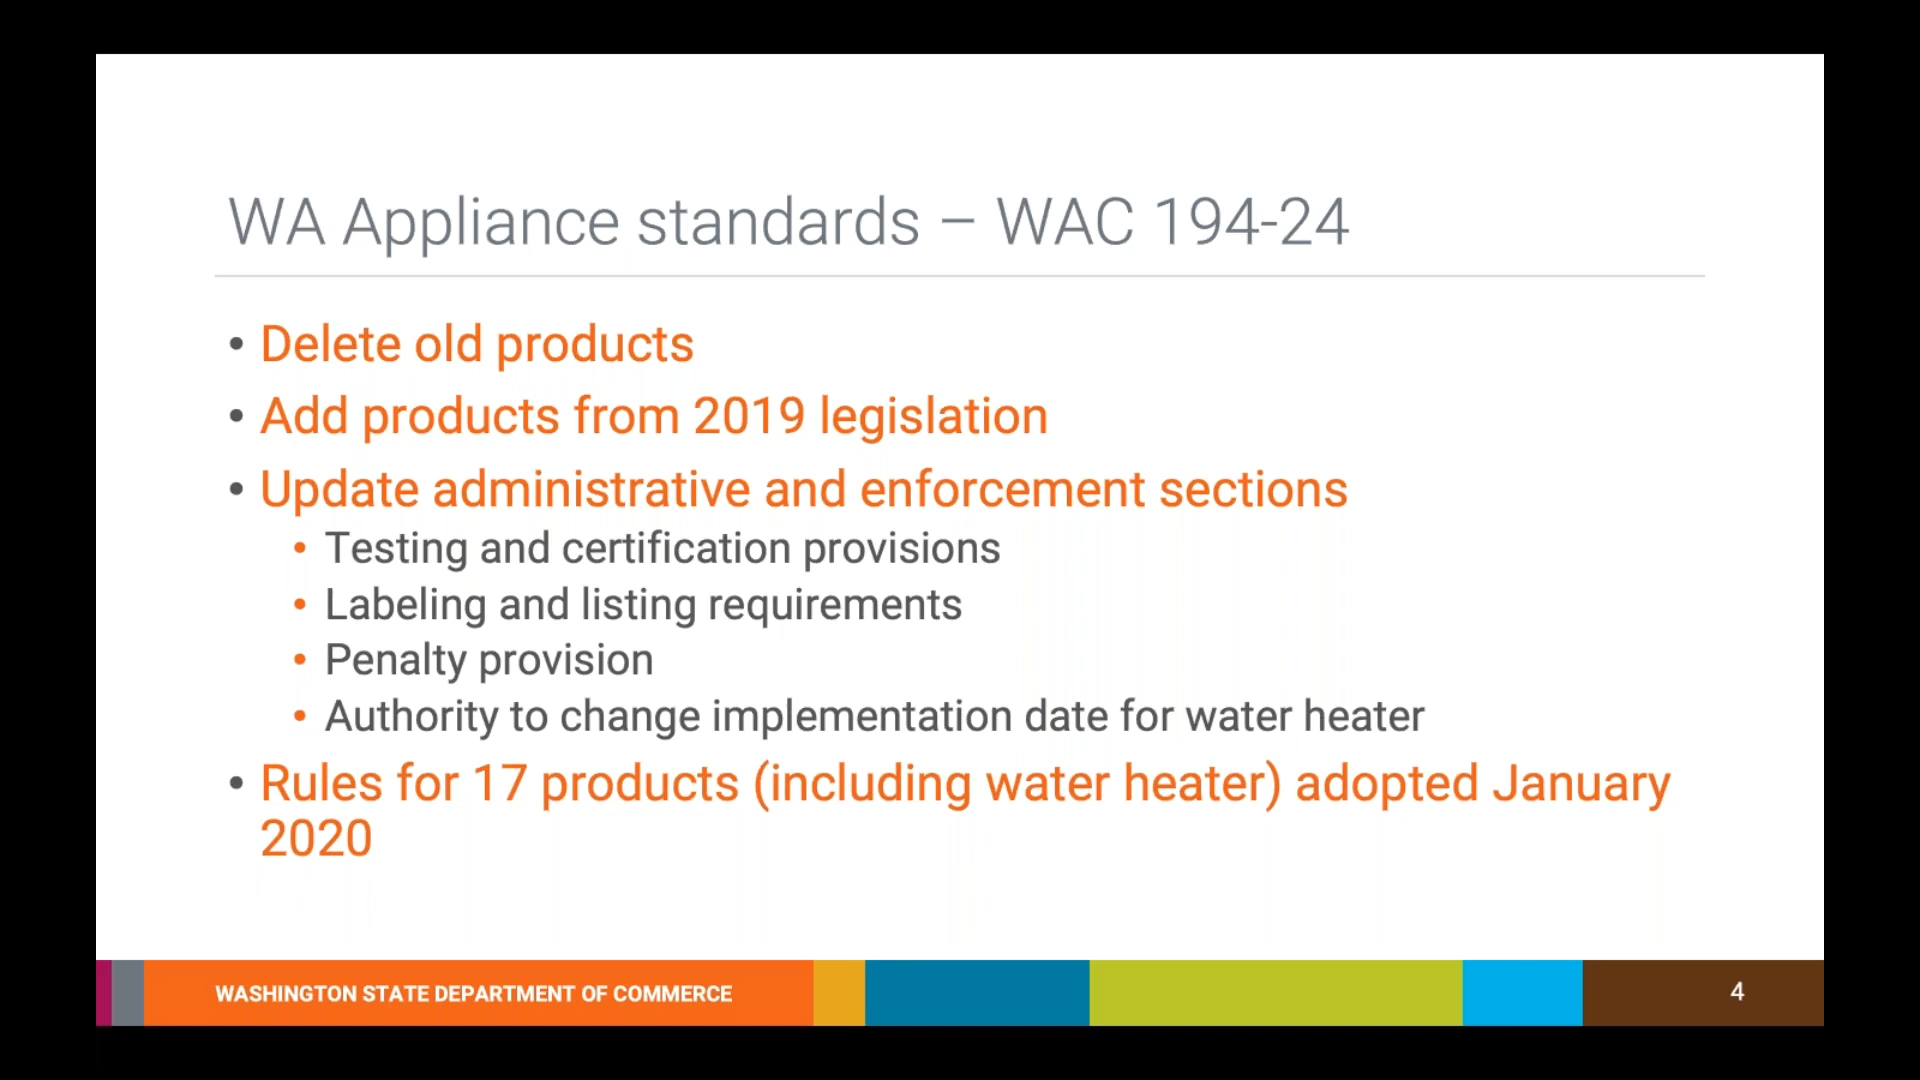 WA Appliance standards – WAC 194-24
• Delete old products
• Add products from 2019 legislation
• Update administrative and enforcement sections
• Testing and certification provisions
• Labeling and listing requirements
• Penalty provision
• Authority to change implementation date for water heater
• Rules for 17 products (including water heater) adopted January
2020
WASHINGTON STATE DEPARTMENT OF COMMERCE
4